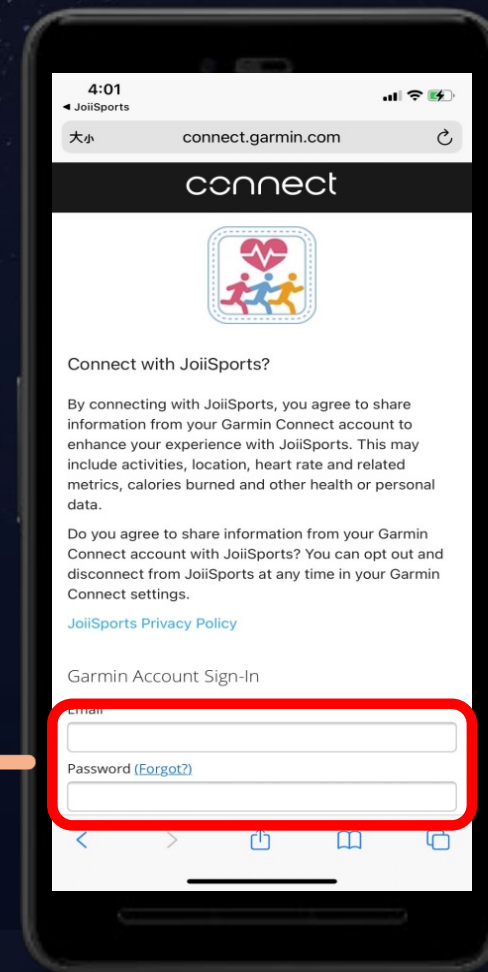 4:01
◀ JoiiSports
大小 connect.garmin.com
connect
Connect with JoiiSports?
By connecting with JoiiSports, you agree to share
information from your Garmin Connect account to
enhance your experience with JoiiSports. This may
include activities, location, heart rate and related
metrics, calories burned and other health or personal
data.
Do you agree to share information from your Garmin
Connect account with JoiiSports? You can opt out and
disconnect from JoiiSports at any time in your Garmin
Connect settings.
JoiiSports Privacy Policy
Garmin Account Sign-In
Email
Password (Forgot?)